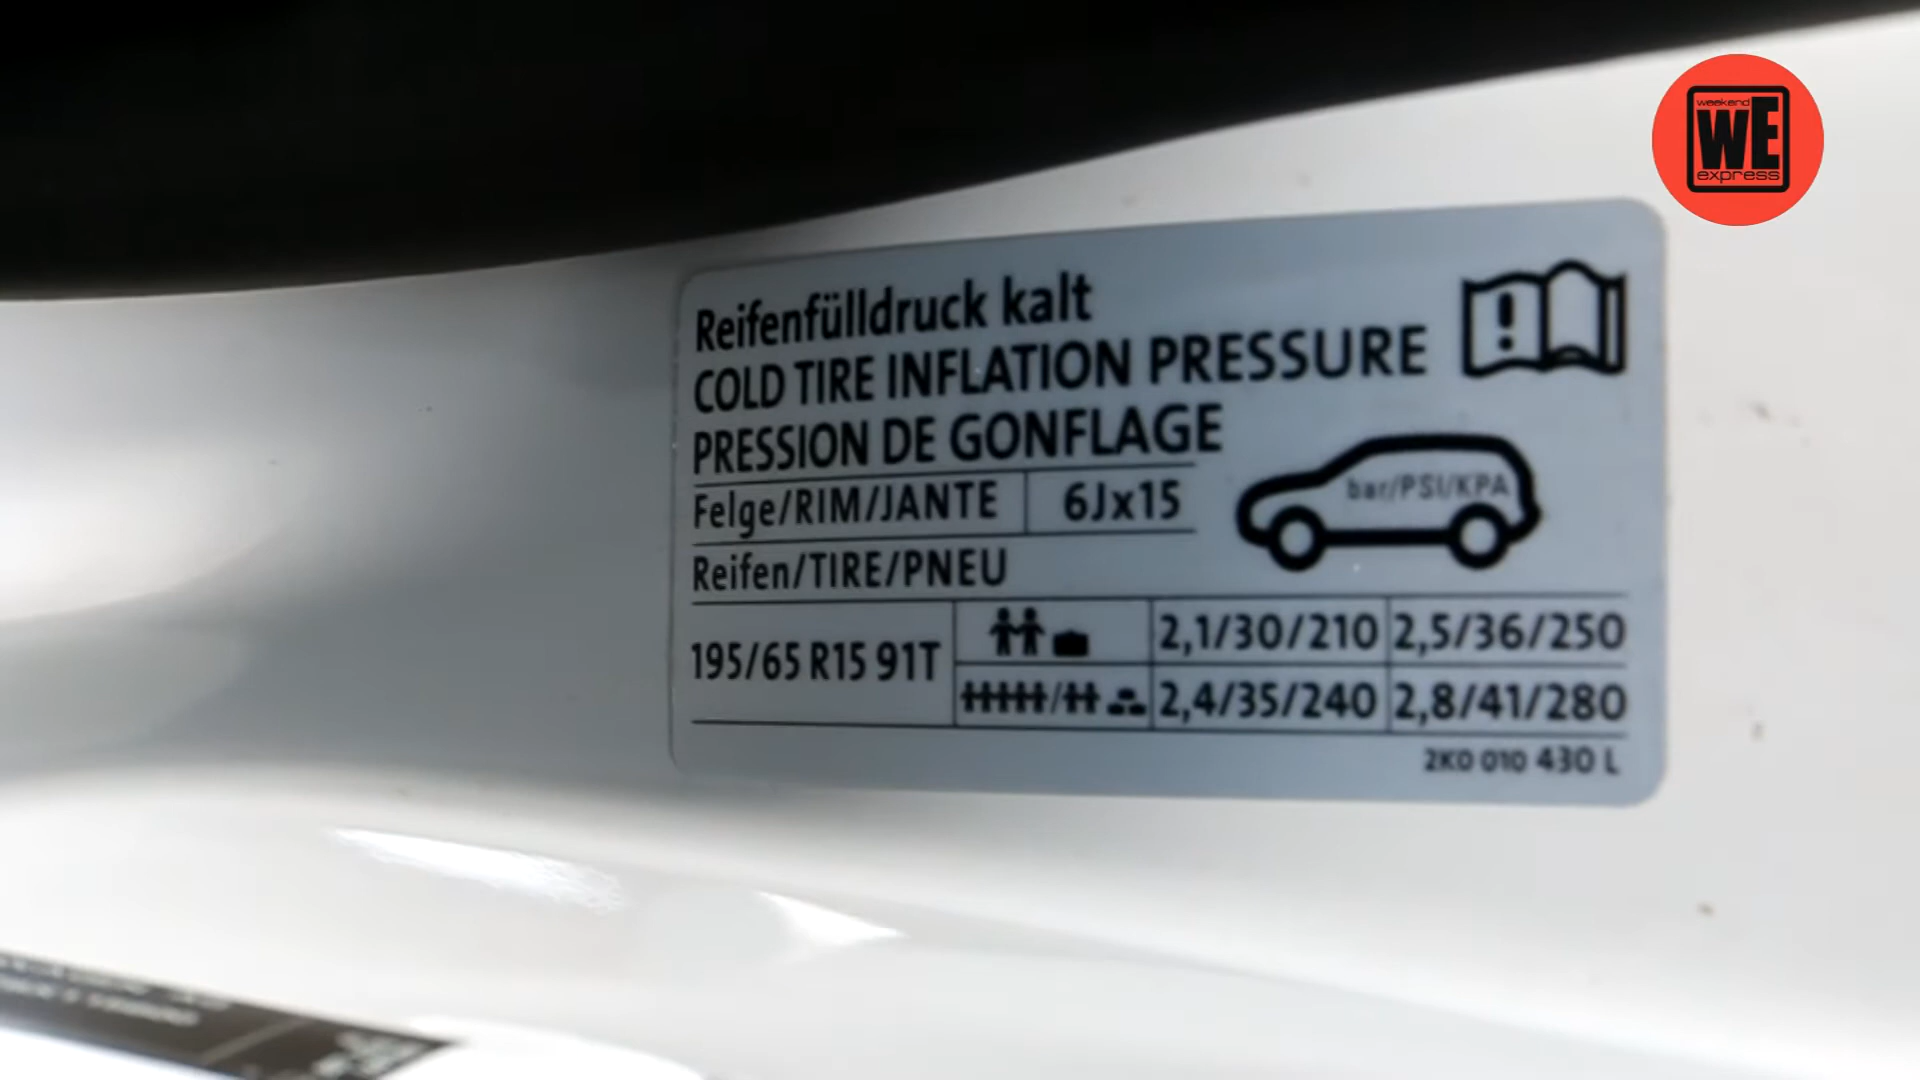 weekend
WE
express
Reifenfülldruck kalt
COLD TIRE INFLATION PRESSURE
PRESSION DE GONFLAGE
Felge/RIM/JANTE 6Jx15
bar/PSI/KPA
Reifen/TIRE/PNEU
195/65 R15 91T
2,1/30/210 2,5/36/250
2,4/35/240 2,8/41/280
2K0 010 430 L